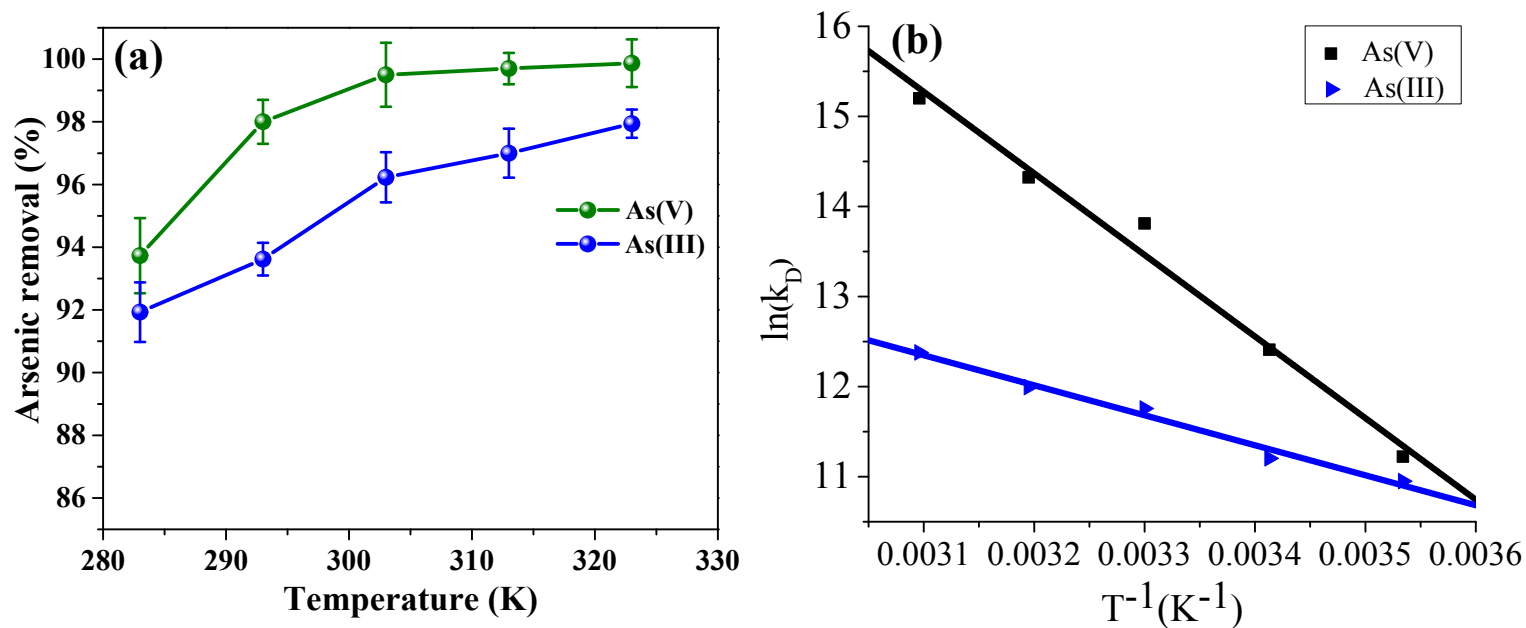 (a)
100
98
96
94
92
90
88
86
Arsenic removal (%)
As(V)
As(III)
280 290 300 310 320 330
Temperature (K)
(b)
16
15
14
13
12
11
ln(k_D)
As(V)
As(III)
0.0031 0.0032 0.0033 0.0034 0.0035 0.0036
T⁻¹(K⁻¹)